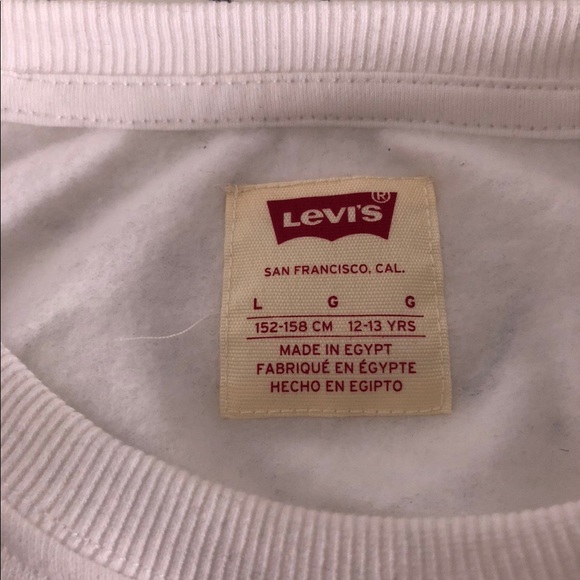 Levi's ®
SAN FRANCISCO, CAL.
L G G
152-158 CM 12-13 YRS
MADE IN EGYPT
FABRIQUÉ EN ÉGYPTE
HECHO EN EGIPTO